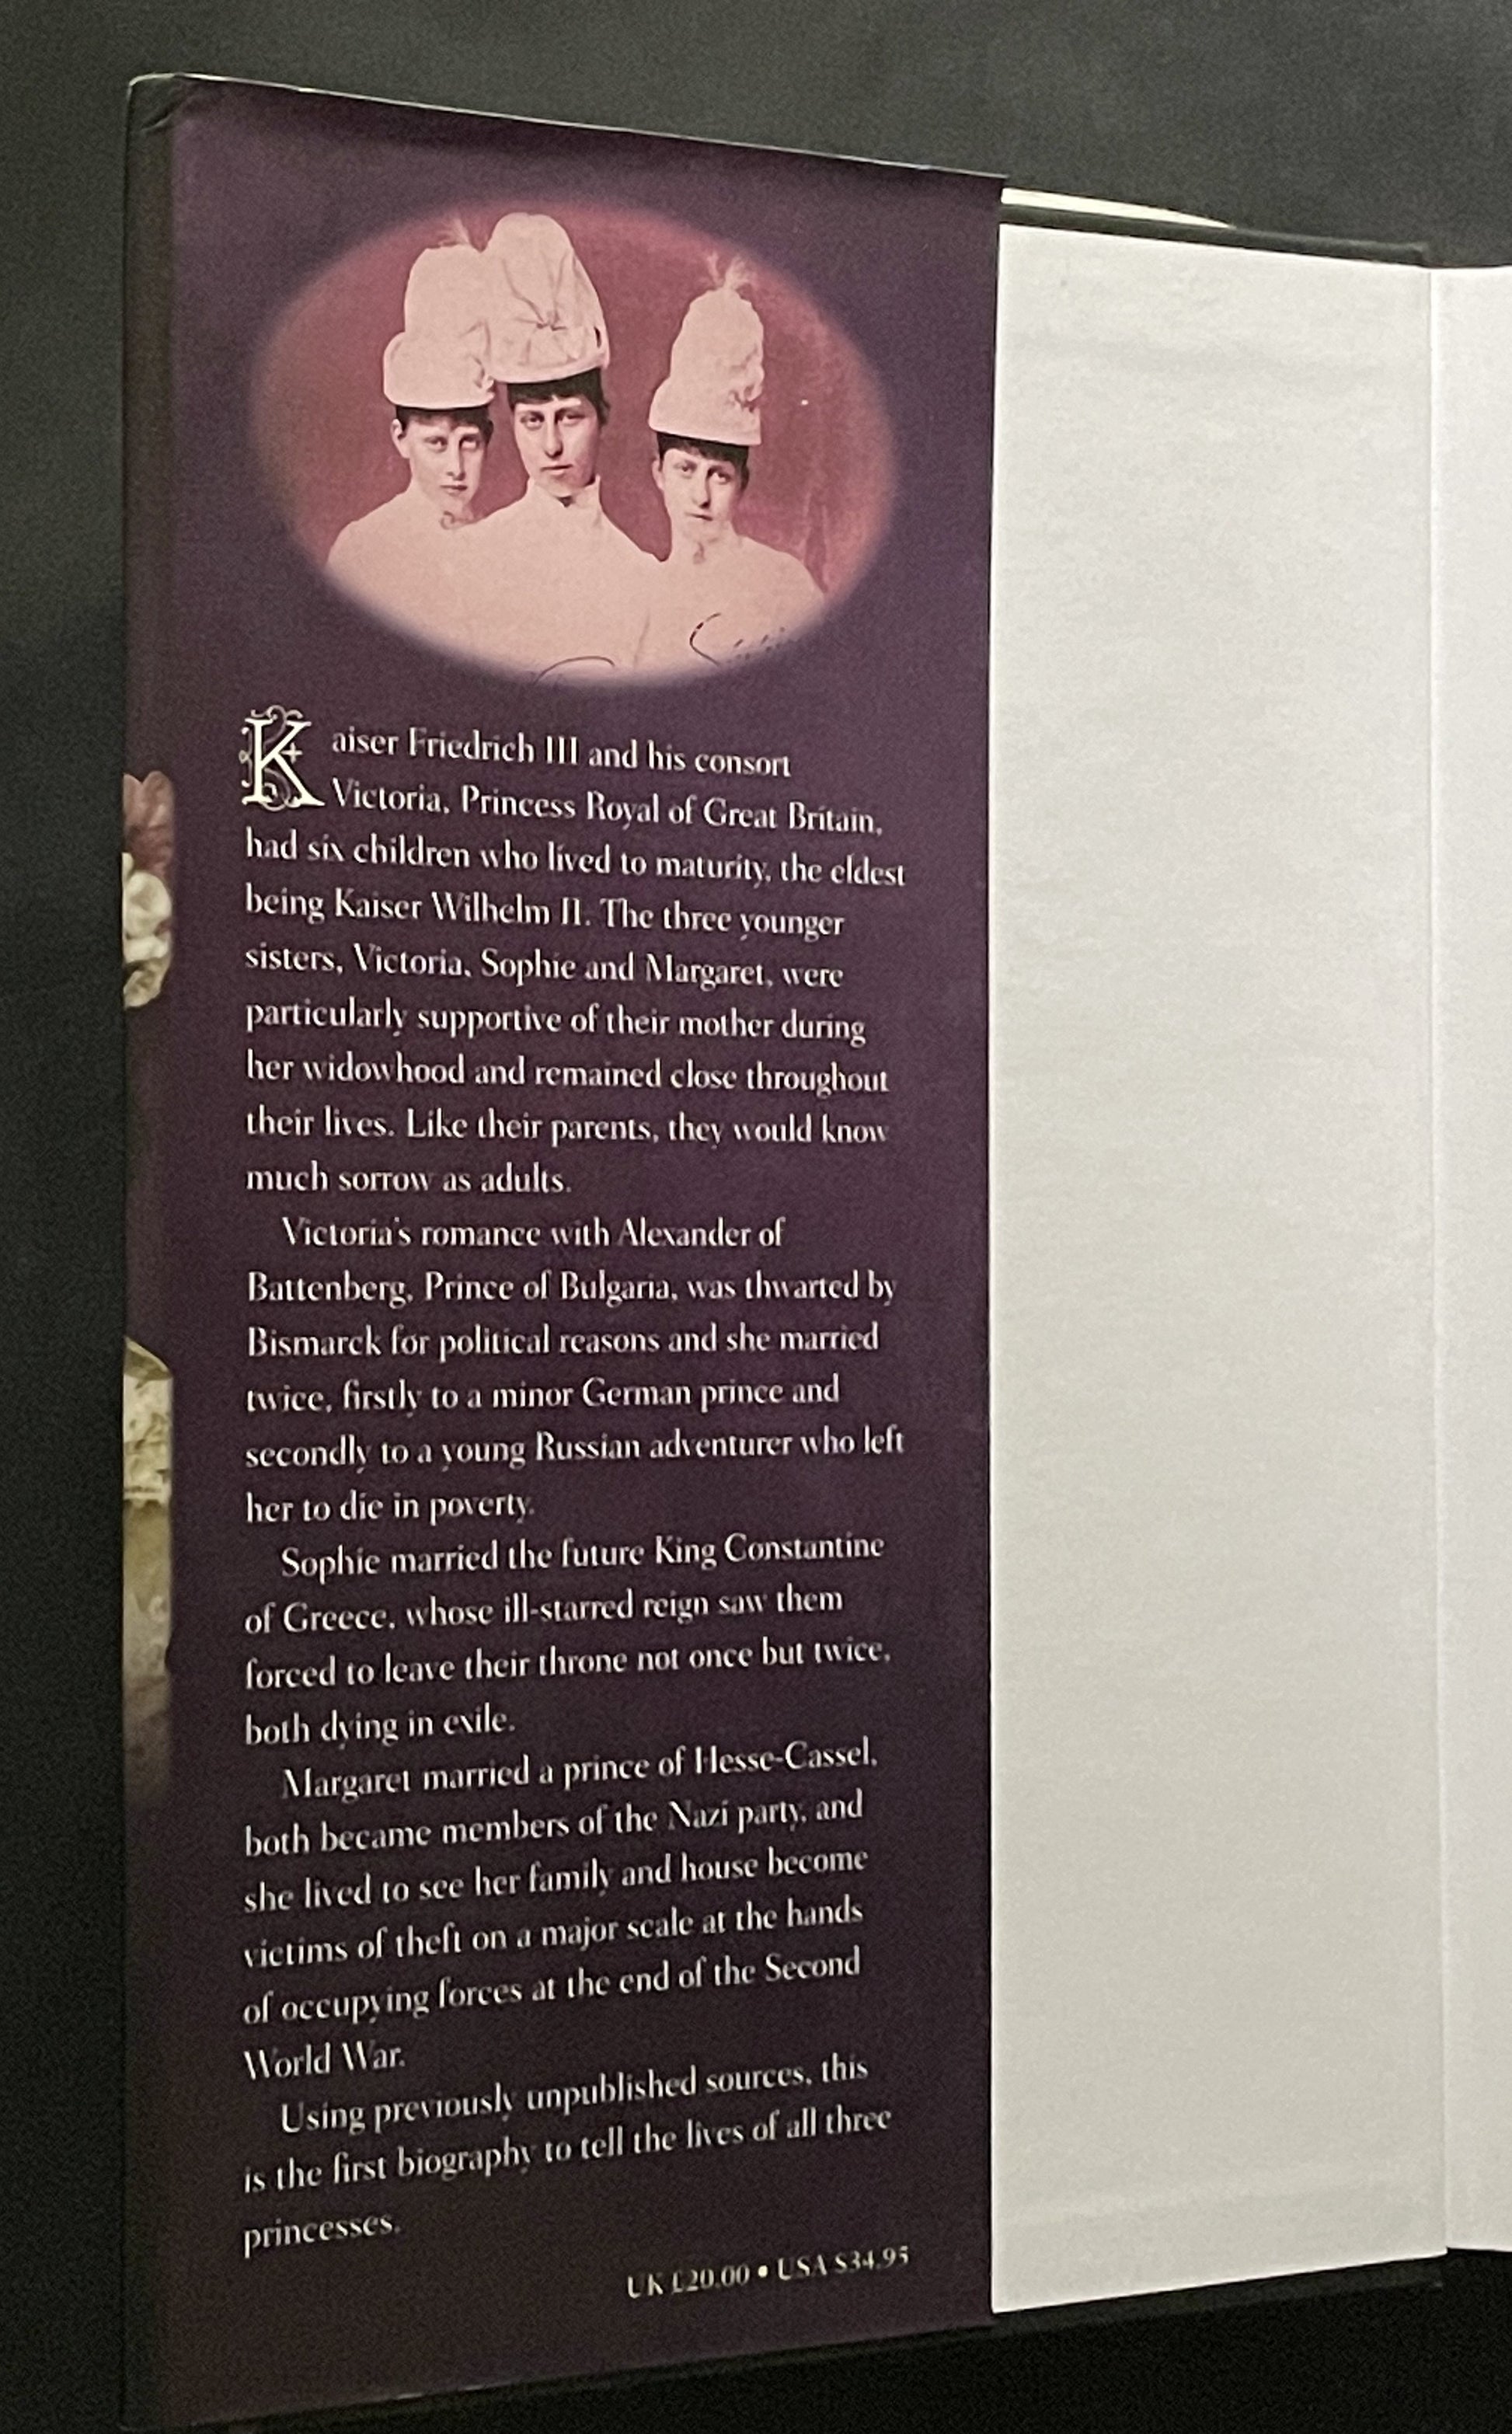 Kaiser Friedrich III and his consort
Victoria, Princess Royal of Great Britain,
had six children who lived to maturity, the eldest
being Kaiser Wilhelm II. The three younger
sisters, Victoria, Sophie and Margaret, were
particularly supportive of their mother during
her widowhood and remained close throughout
their lives. Like their parents, they would know
much sorrow as adults.
Victoria's romance with Alexander of
Battenberg, Prince of Bulgaria, was thwarted by
Bismarck for political reasons and she married
twice, firstly to a minor German prince and
secondly to a young Russian adventurer who left
her to die in poverty.
Sophie married the future King Constantine
of Greece, whose ill-starred reign saw them
forced to leave their throne not once but twice,
both dying in exile.
Margaret married a prince of Hesse-Cassel,
both became members of the Nazi party, and
she lived to see her family and house become
victims of theft on a major scale at the hands
of occupying forces at the end of the Second
World War.
Using previously unpublished sources, this
is the first biography to tell the lives of all three
princesses.
UK £20.00 • USA $34.95